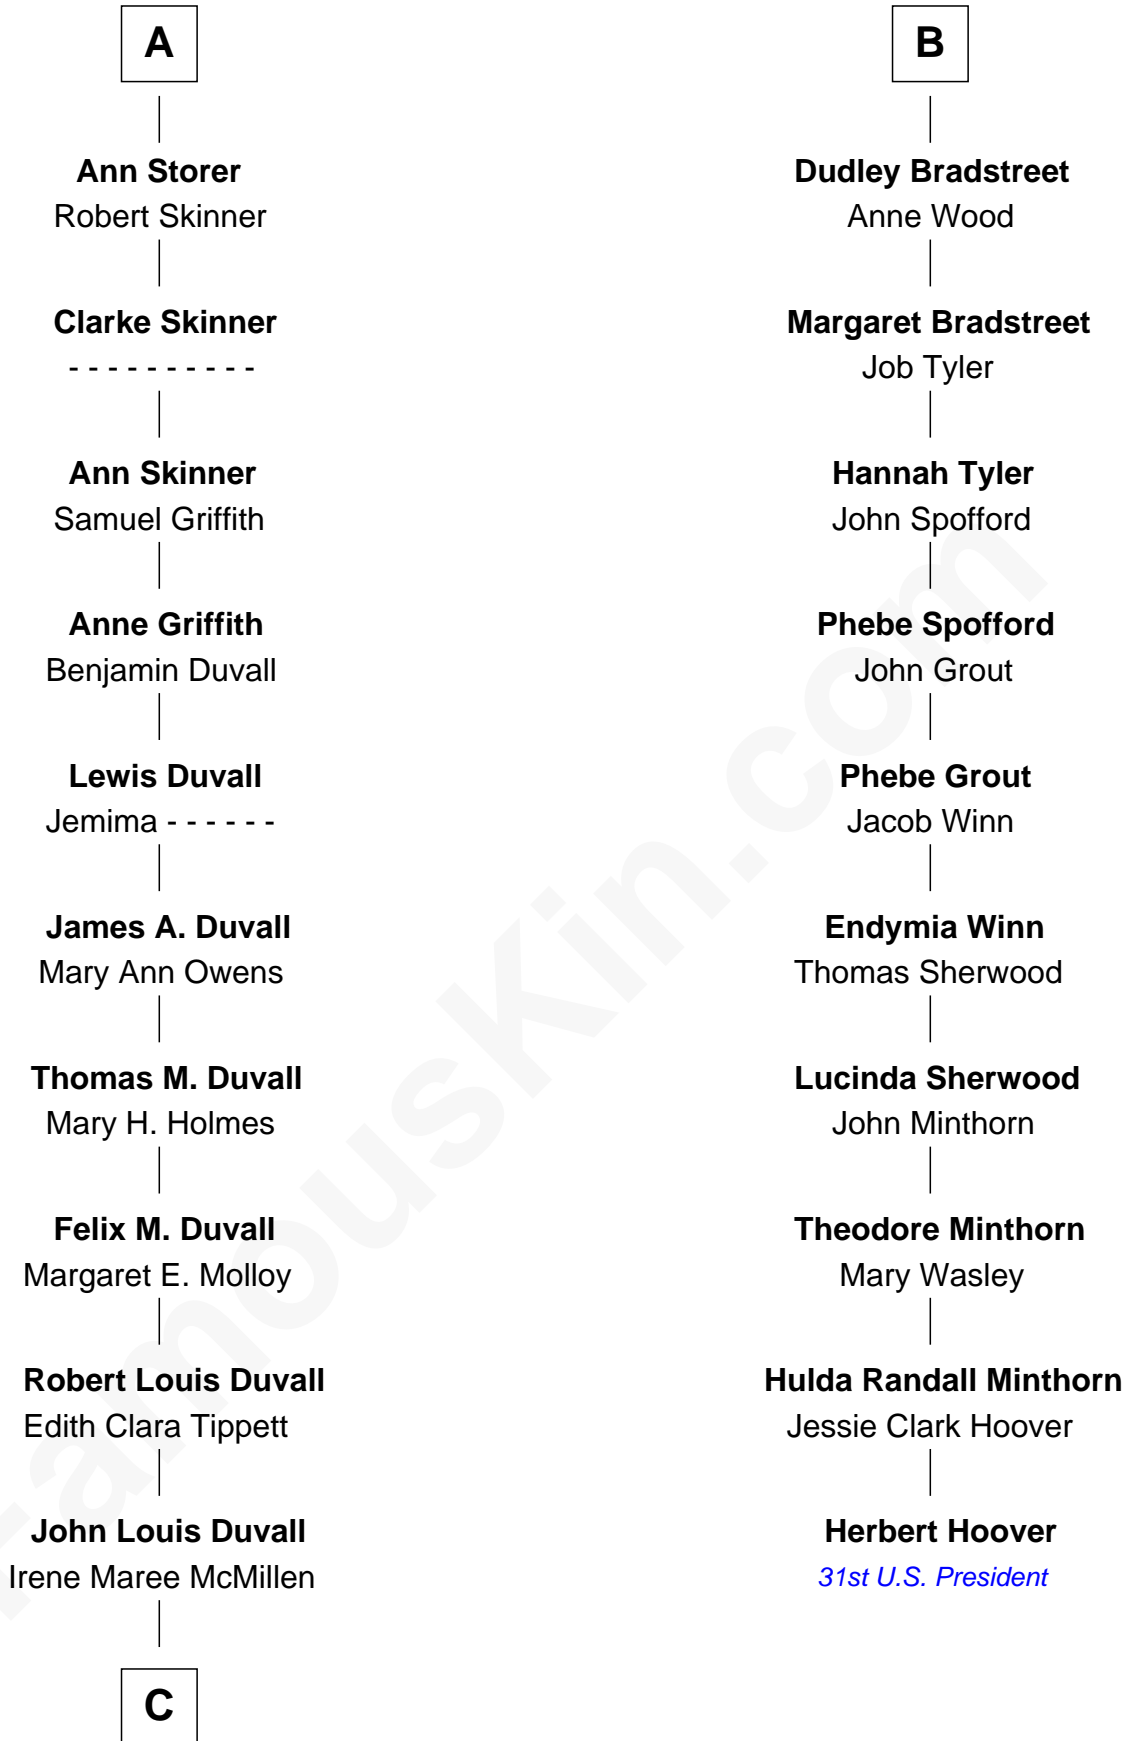 A
Ann Storer
Robert Skinner
Clarke Skinner
- - - - - - - - - -
Ann Skinner
Samuel Griffith
Anne Griffith
Benjamin Duvall
Lewis Duvall
Jemima - - - - - -
James A. Duvall
Mary Ann Owens
Thomas M. Duvall
Mary H. Holmes
Felix M. Duvall
Margaret E. Molloy
Robert Louis Duvall
Edith Clara Tippett
John Louis Duvall
Irene Maree McMillen
C
B
Dudley Bradstreet
Anne Wood
Margaret Bradstreet
Job Tyler
Hannah Tyler
John Spofford
Phebe Spofford
John Grout
Phebe Grout
Jacob Winn
Endymia Winn
Thomas Sherwood
Lucinda Sherwood
John Minthorn
Theodore Minthorn
Mary Wasley
Hulda Randall Minthorn
Jessie Clark Hoover
Herbert Hoover
31st U.S. President
FamousKin.com